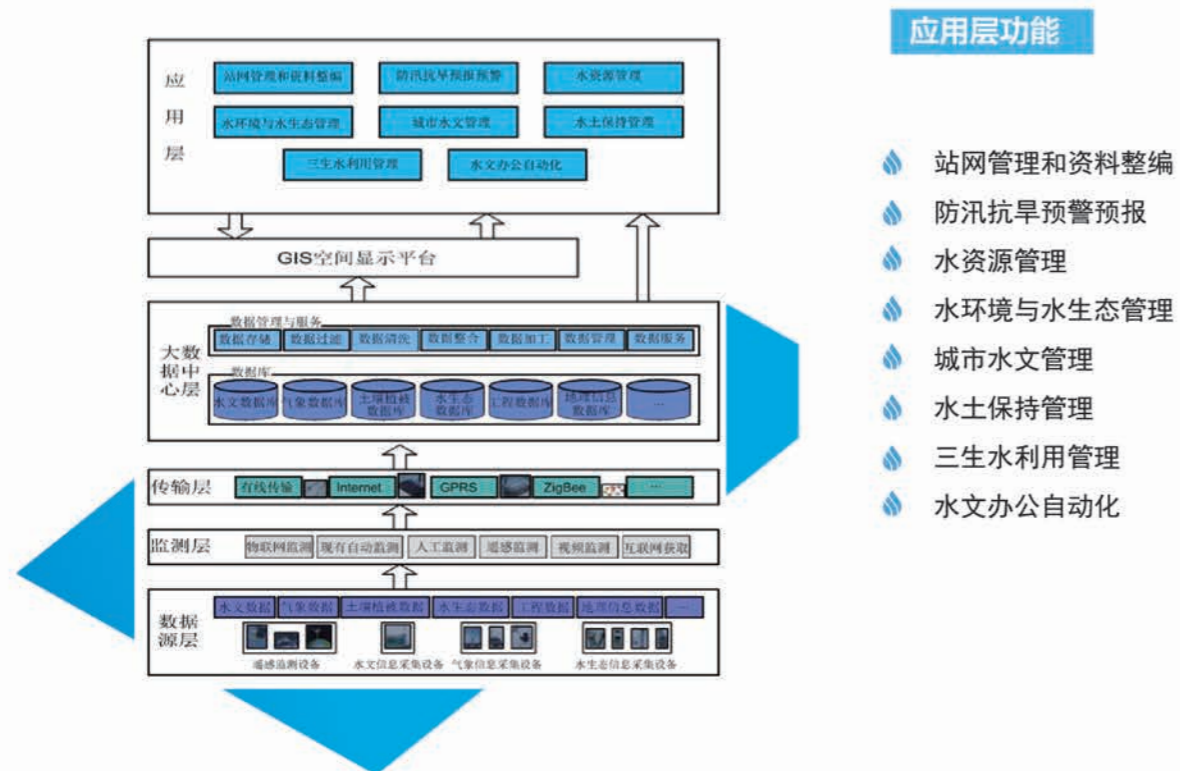 应用层功能
应用层
站网管理和资料整编
防汛抗旱预报预警
水资源管理
水环境与水生态管理
城市水文管理
水土保持管理
三生水利用管理
水文办公自动化
GIS空间显示平台
大数据中心层
数据管理与服务
数据存储
数据过滤
数据清洗
数据整合
数据加工
数据管理
数据服务
数据库
水文数据库
气象数据库
土壤植被数据库
水生态数据库
工程数据库
地理信息数据库
…
传输层
有线传输
Internet
GPRS
ZigBee
…
监测层
物联网监测
现有自动监测
人工监测
遥感监测
视频监测
互联网获取
数据源层
水文数据
气象数据
土壤植被数据
水生态数据
工程数据
地理信息数据
…
遥感监测设备
水文信息采集设备
气象信息采集设备
水生态信息采集设备
站网管理和资料整编
防汛抗旱预警预报
水资源管理
水环境与水生态管理
城市水文管理
水土保持管理
三生水利用管理
水文办公自动化